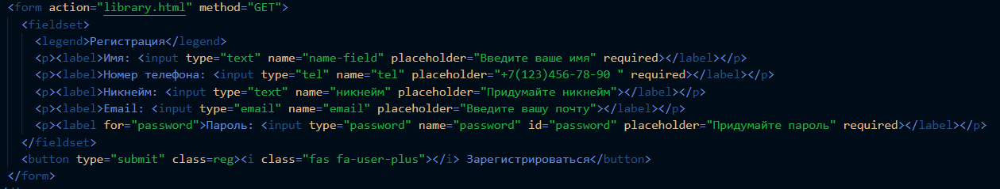 <form action="library.html" method="GET">
<fieldset>
<legend>Регистрация</legend>
<p><label>Имя: <input type="text" name="name-field" placeholder="Введите ваше имя" required></label></p>
<p><label>Номер телефона: <input type="tel" name="tel" placeholder="+7(123)456-78-90 " required></label></p>
<p><label>Никнейм: <input type="text" name="никнейм" placeholder="Придумайте никнейм"></label></p>
<p><label>Email: <input type="email" name="email" placeholder="Введите вашу почту"></label></p>
<p><label for="password">Пароль: <input type="password" name="password" id="password" placeholder="Придумайте пароль" required></label></p>
</fieldset>
<button type="submit" class=reg><i class="fas fa-user-plus"></i> Зарегистрироваться</button>
</form>